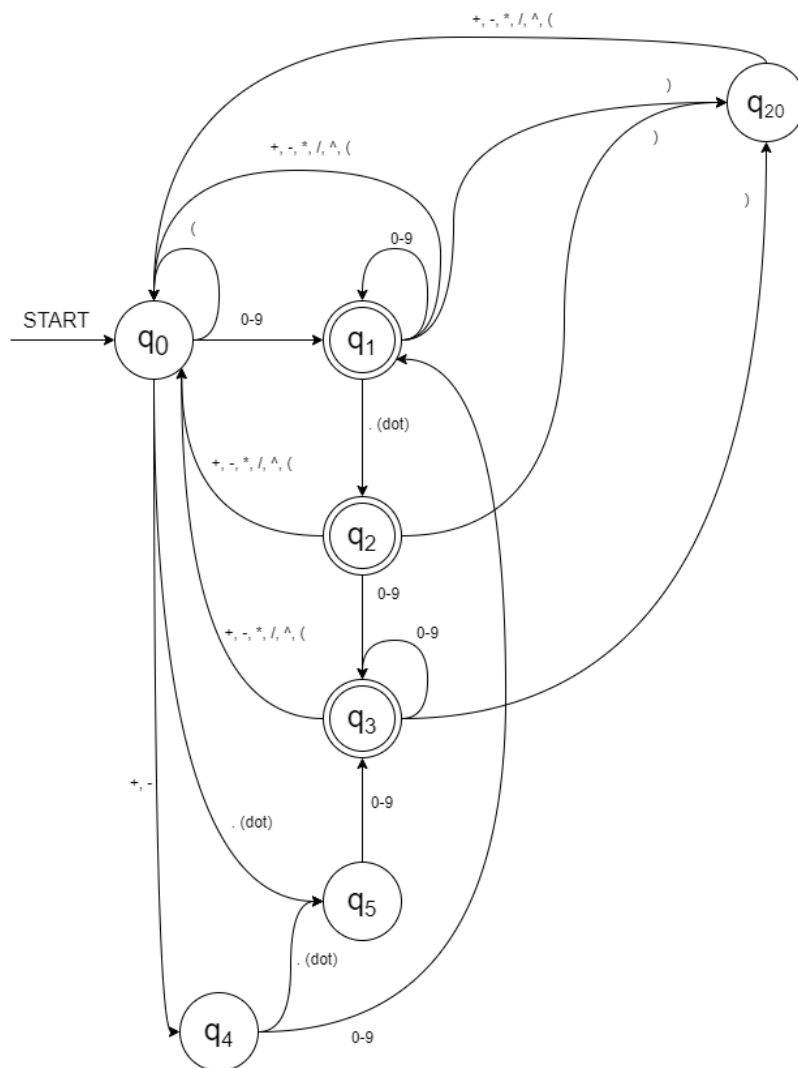 +, -, *, /, ^, (
)
q20
+, -, *, /, ^, (
)
(
0-9
)
START
q0
0-9
q1
. (dot)
+, -, *, /, ^, (
q2
0-9
+, -, *, /, ^, (
0-9
q3
+, -
0-9
. (dot)
q5
. (dot)
q4
0-9